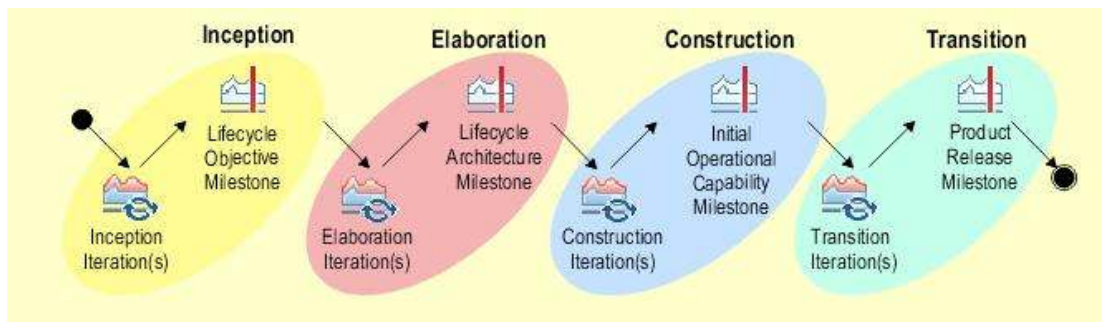 Inception
Elaboration
Construction
Transition
Lifecycle
Objective
Milestone
Inception
Iteration(s)
Lifecycle
Architecture
Milestone
Elaboration
Iteration(s)
Initial
Operational
Capability
Milestone
Construction
Iteration(s)
Product
Release
Milestone
Transition
Iteration(s)